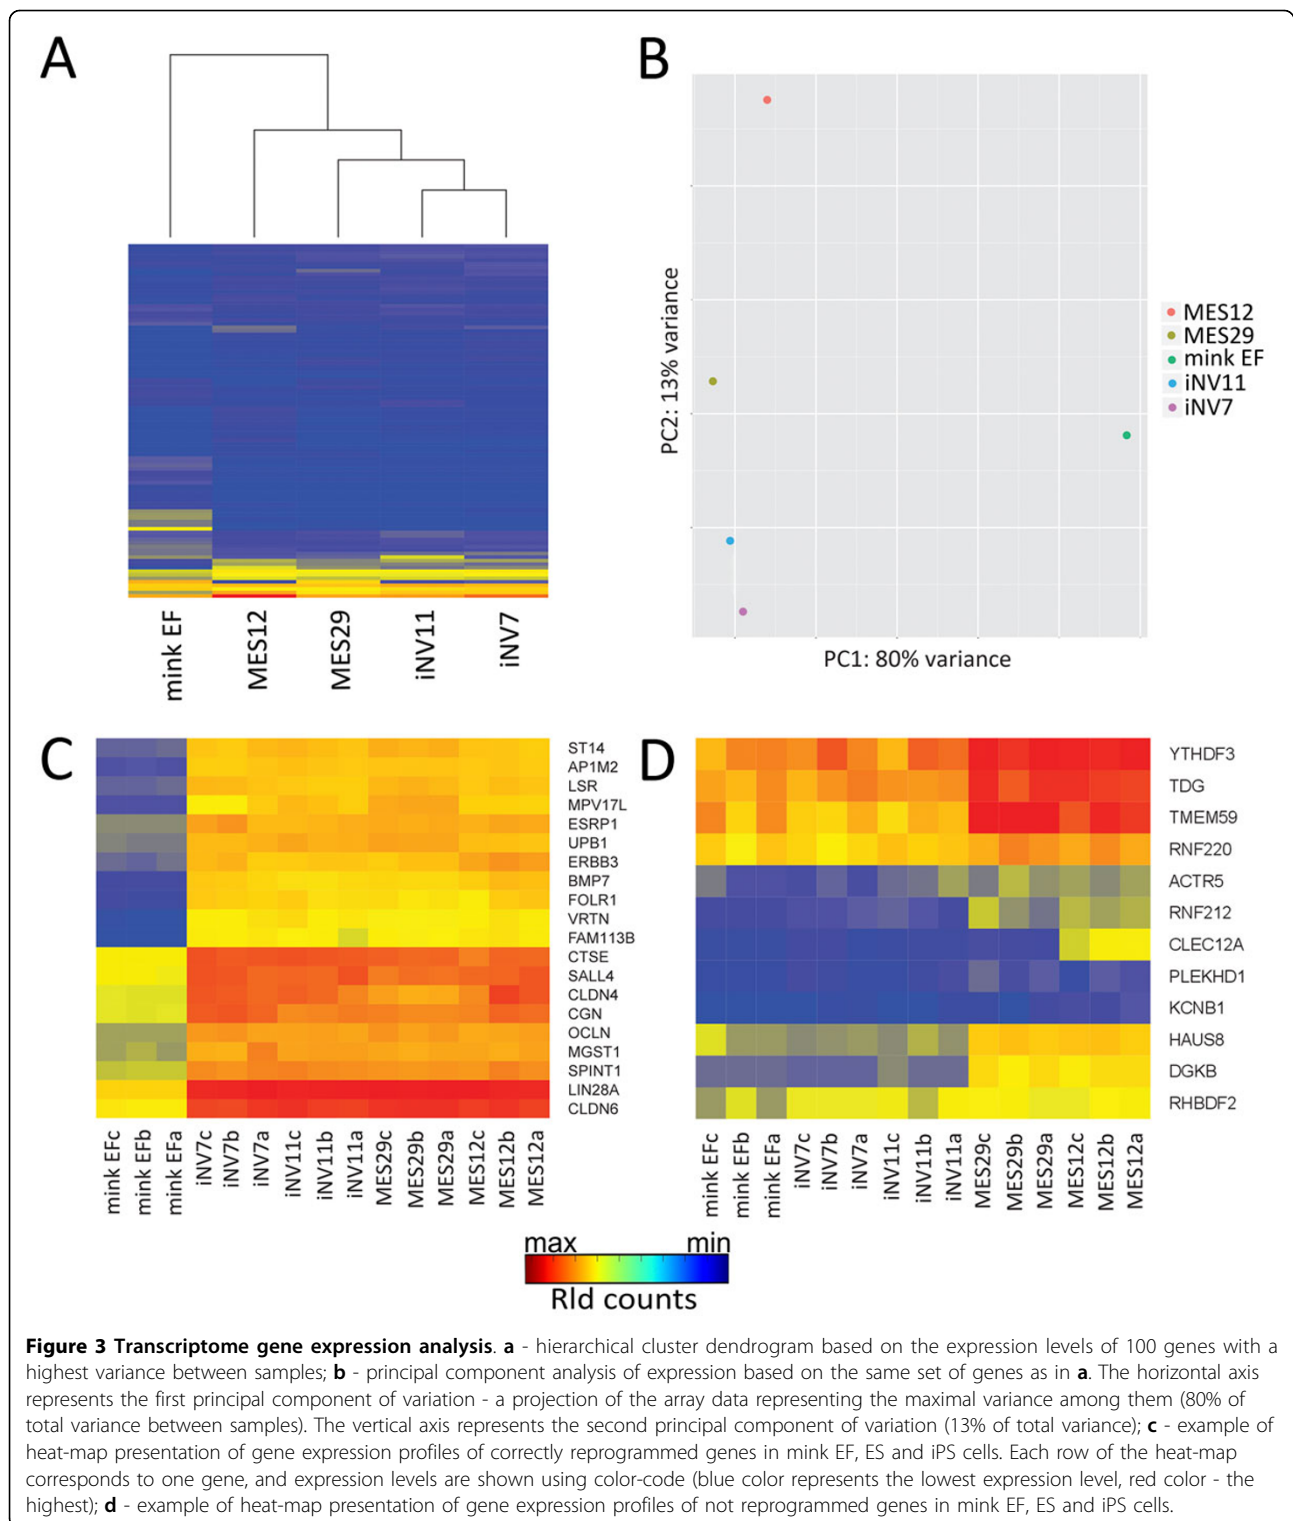 A
B
mink EF
MES12
MES29
iNV11
iNV7
PC2: 13% variance
PC1: 80% variance
MES12
MES29
mink EF
iNV11
iNV7
C
ST14
AP1M2
LSR
MPV17L
ESRP1
UPB1
ERBB3
BMP7
FOLR1
VRTN
FAM113B
CTSE
SALL4
CLDN4
CGN
OCLN
MGST1
SPINT1
LIN28A
CLDN6
mink EFc
mink EFb
mink EFa
iNV7c
iNV7b
iNV7a
iNV11c
iNV11b
iNV11a
MES29c
MES29b
MES29a
MES12c
MES12b
MES12a
D
YTHDF3
TDG
TMEM59
RNF220
ACTR5
RNF212
CLEC12A
PLEKHD1
KCNB1
HAUS8
DGKB
RHBDF2
mink EFc
mink EFb
mink EFa
iNV7c
iNV7b
iNV7a
iNV11c
iNV11b
iNV11a
MES29c
MES29b
MES29a
MES12c
MES12b
MES12a
max min
Rld counts
Figure 3 Transcriptome gene expression analysis. a - hierarchical cluster dendrogram based on the expression levels of 100 genes with a
highest variance between samples; b - principal component analysis of expression based on the same set of genes as in a. The horizontal axis
represents the first principal component of variation - a projection of the array data representing the maximal variance among them (80% of
total variance between samples). The vertical axis represents the second principal component of variation (13% of total variance); c - example of
heat-map presentation of gene expression profiles of correctly reprogrammed genes in mink EF, ES and iPS cells. Each row of the heat-map
corresponds to one gene, and expression levels are shown using color-code (blue color represents the lowest expression level, red color - the
highest); d - example of heat-map presentation of gene expression profiles of not reprogrammed genes in mink EF, ES and iPS cells.